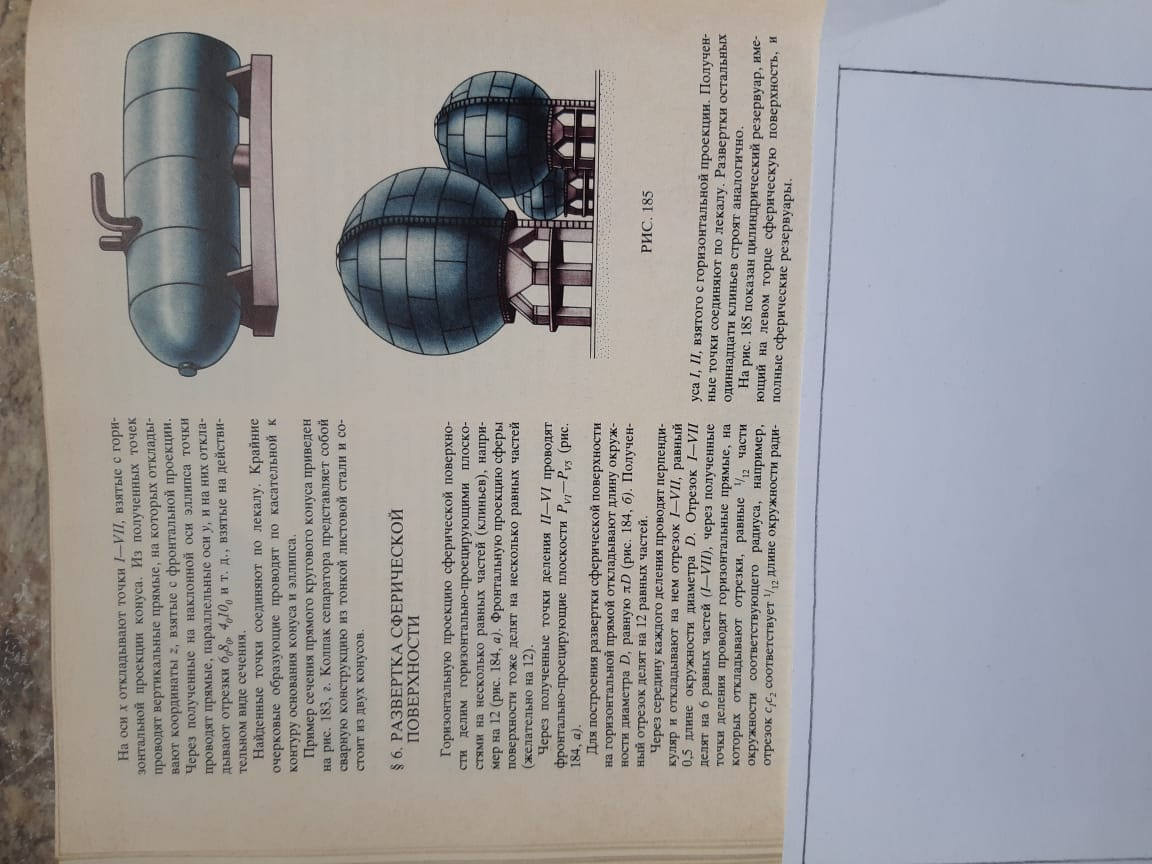 На оси x откладывают точки I—VII, взятые с гори-
зонтальной проекции конуса. Из полученных точек
проводят вертикальные прямые, на которых отклады-
вают координаты z, взятые с фронтальной проекции.
Через полученные на наклонной оси эллипса точки
проводят прямые, параллельные оси y, и на них откла-
дывают отрезки 6₀8₀, 4₀10₀ и т. д., взятые на действи-
тельном виде сечения.
Найденные точки соединяют по лекалу. Крайние
очерковые образующие проводят по касательной к
контуру основания конуса и эллипса.
Пример сечения прямого кругового конуса приведен
на рис. 183, г. Колпак сепаратора представляет собой
сварную конструкцию из тонкой листовой стали и со-
стоит из двух конусов.
§ 6. РАЗВЕРТКА СФЕРИЧЕСКОЙ
ПОВЕРХНОСТИ
Горизонтальную проекцию сферической поверхно-
сти делим горизонтально-проецирующими плоско-
стями на несколько равных частей (клиньев), напри-
мер на 12 (рис. 184, а). Фронтальную проекцию сферы
поверхности тоже делят на несколько равных частей
(желательно на 12).
Через полученные точки деления II—VI проводят
фронтально-проецирующие плоскости P_V1—P_V5 (рис.
184, а).
Для построения развертки сферической поверхности
на горизонтальной прямой откладывают длину окруж-
ности диаметра D, равную πD (рис. 184, б). Получен-
ный отрезок делят на 12 равных частей.
Через середину каждого деления проводят перпенди-
куляр и откладывают на нем отрезок I—VII, равный
0,5 длине окружности диаметра D. Отрезок I—VII
делят на 6 равных частей (I—VII), через полученные
точки деления проводят горизонтальные прямые, на
которых откладывают отрезки, равные 1/12 части
окружности соответствующего радиуса, например,
отрезок c₁c₂ соответствует 1/12 длине окружности ради-
РИС. 185
уса I, II, взятого с горизонтальной проекции. Получен-
ные точки соединяют по лекалу. Развертки остальных
одиннадцати клиньев строят аналогично.
На рис. 185 показан цилиндрический резервуар, име-
ющий на левом торце сферическую поверхность, и
полные сферические резервуары.